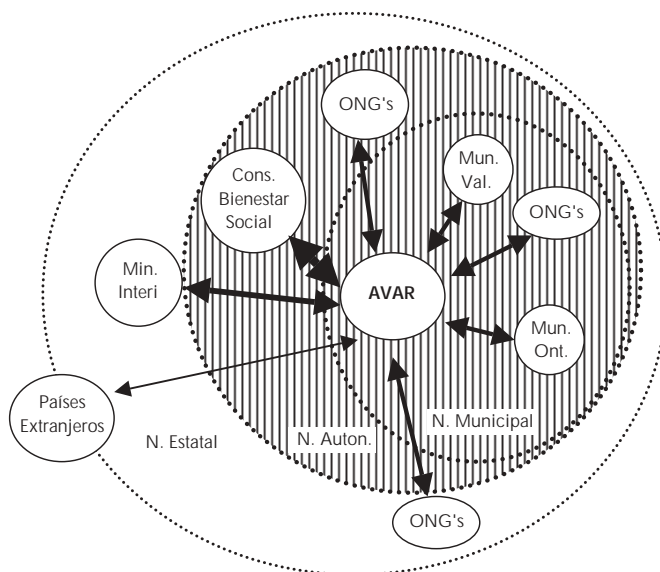 ONG's
Mun.
Val.
Cons.
Bienestar
Social
ONG's
Min.
Interi
AVAR
Mun.
Ont.
Países
Extranjeros
N. Estatal
N. Auton.
N. Municipal
ONG's